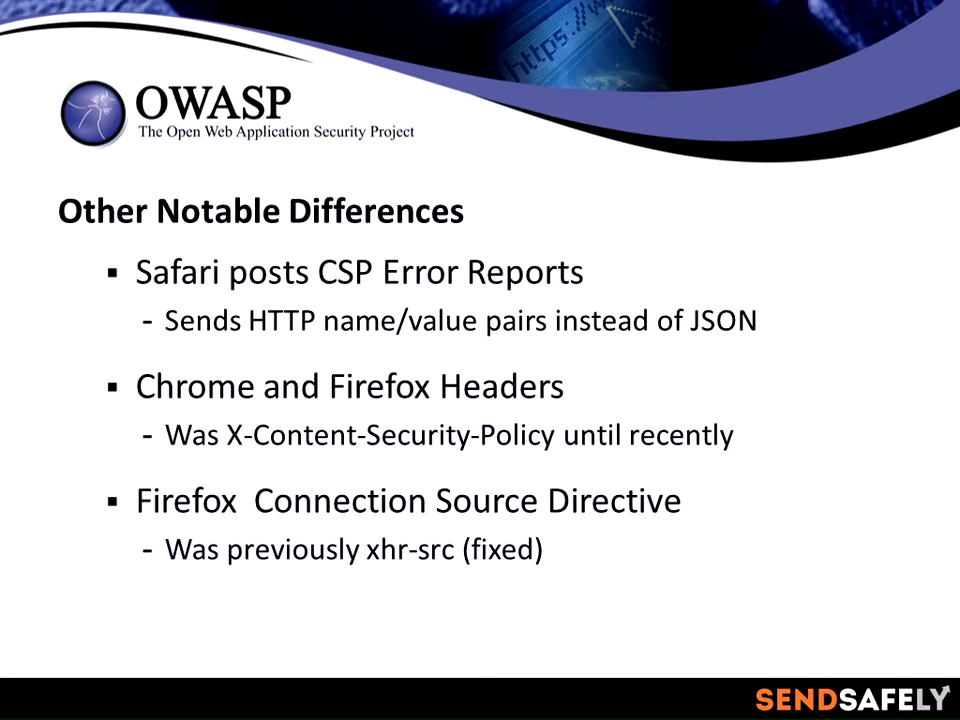 https://w
OWASP
The Open Web Application Security Project
Other Notable Differences
▪ Safari posts CSP Error Reports
- Sends HTTP name/value pairs instead of JSON
▪ Chrome and Firefox Headers
- Was X-Content-Security-Policy until recently
▪ Firefox  Connection Source Directive
- Was previously xhr-src (fixed)
SENDSAFELY